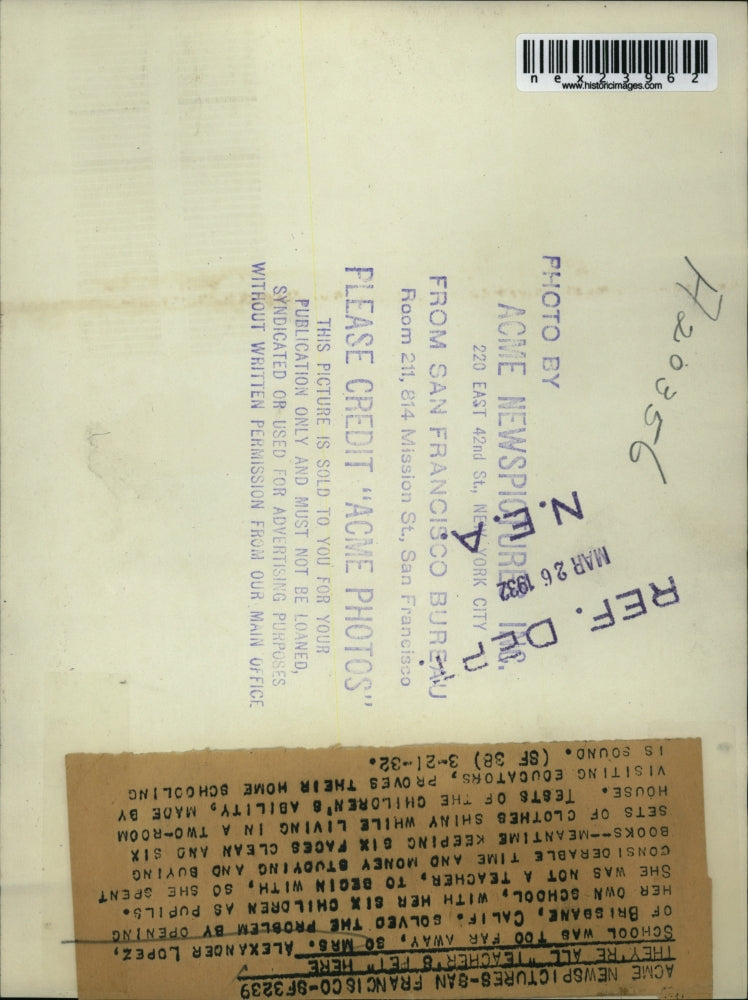 nex23962
www.historicimages.com
A20356
PHOTO BY
ACME NEWSPICTURES INC.
220 EAST 42nd St., NEW YORK CITY
FROM SAN FRANCISCO BUREAU
Room 211, 814 Mission St., San Francisco
PLEASE CREDIT "ACME PHOTOS"
THIS PICTURE IS SOLD TO YOU FOR YOUR
PUBLICATION ONLY AND MUST NOT BE LOANED,
SYNDICATED OR USED FOR ADVERTISING PURPOSES
WITHOUT WRITTEN PERMISSION FROM OUR MAIN OFFICE
REF. DEPT.
MAR 26 1932
N.E.A.
ACME NEWSPICTURES-SAN FRANCISCO-SF3239
THEY'RE ALL "TEACHER'S PET" HERE
SCHOOL WAS TOO FAR AWAY, SO MRS. ALEXANDER LOPEZ,
OF BRISBANE, CALIF. SOLVED THE PROBLEM BY OPENING
HER OWN SCHOOL, WITH HER SIX CHILDREN AS PUPILS.
SHE WAS NOT A TEACHER, TO BEGIN WITH, SO SHE SPENT
CONSIDERABLE TIME AND MONEY STUDYING AND BUYING
BOOKS--MEANTIME KEEPING SIX FACES CLEAN AND SIX
SETS OF CLOTHES SHINY WHILE LIVING IN A TWO-ROOM
HOUSE. TESTS OF THE CHILDREN'S ABILITY, MADE BY
VISITING EDUCATORS, PROVES THEIR HOME SCHOOLING
IS SOUND. (SF 38) 3-21-32.